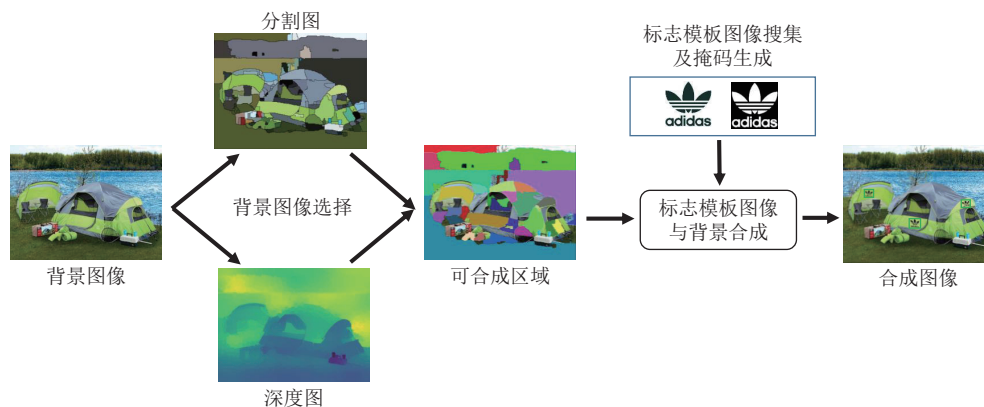 分割图
标志模板图像搜集
及掩码生成
adidas
adidas
背景图像选择
标志模板图像
与背景合成
背景图像
可合成区域
合成图像
深度图